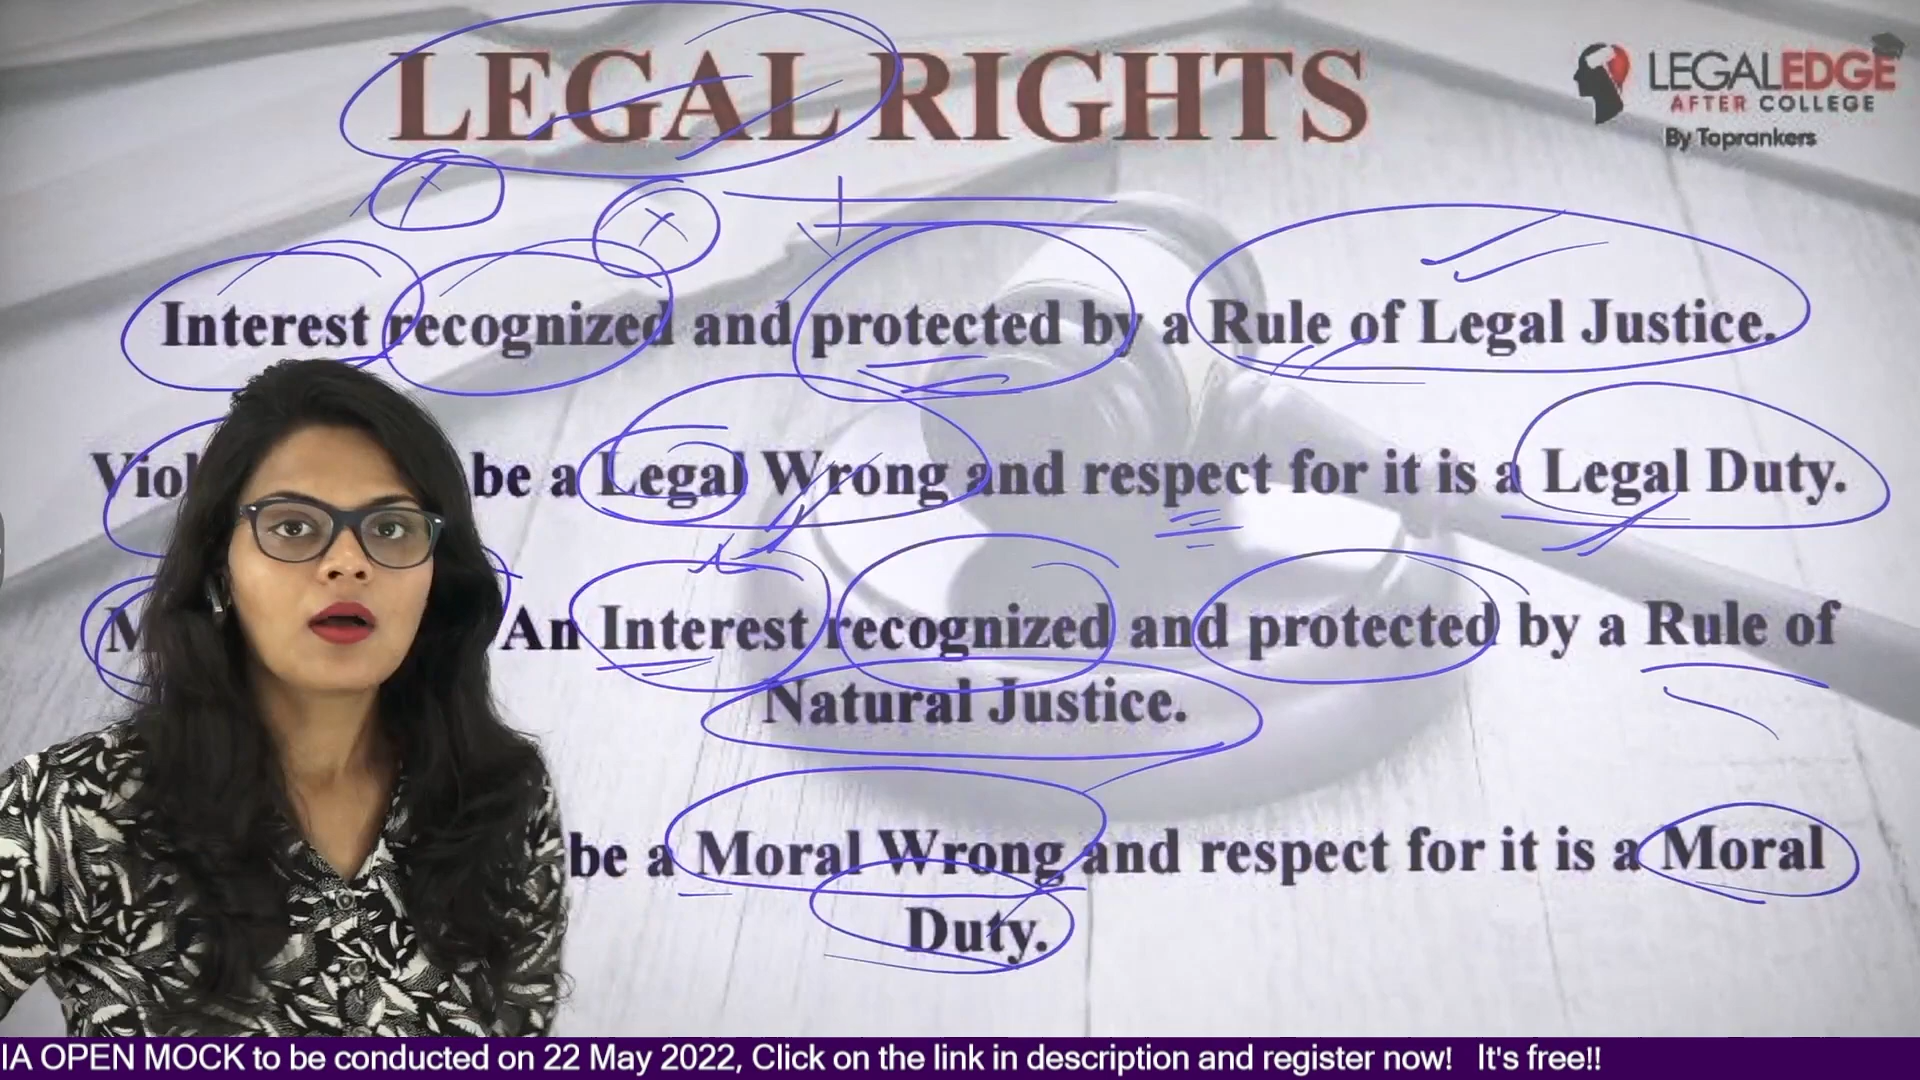 LEGAL RIGHTS
LEGALEDGE
AFTER COLLEGE
By Toprankers
Interest recognized and protected by a Rule of Legal Justice.
be a Legal Wrong and respect for it is a Legal Duty.
An Interest recognized and protected by a Rule of
Natural Justice.
be a Moral Wrong and respect for it is a Moral
Duty.
IA OPEN MOCK to be conducted on 22 May 2022, Click on the link in description and register now! It's free!!